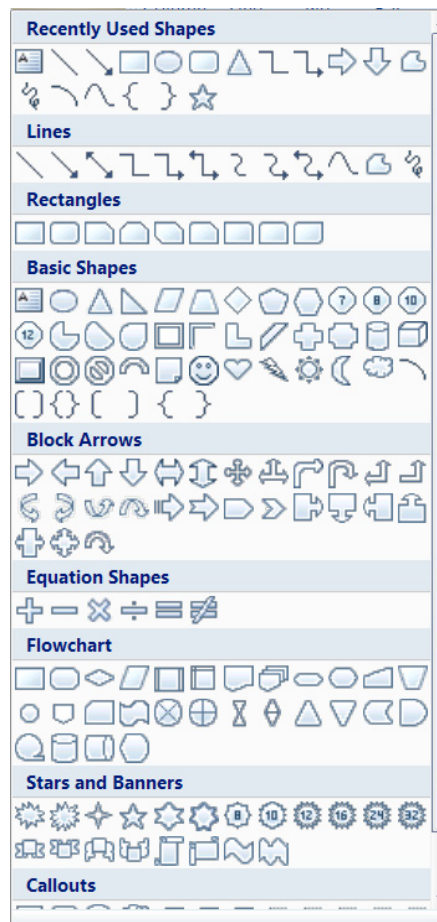 Recently Used Shapes
A
Lines
Rectangles
Basic Shapes
A 7 8 10
12
Block Arrows
Equation Shapes
Flowchart
Stars and Banners
8 10 12 16 24 32
Callouts